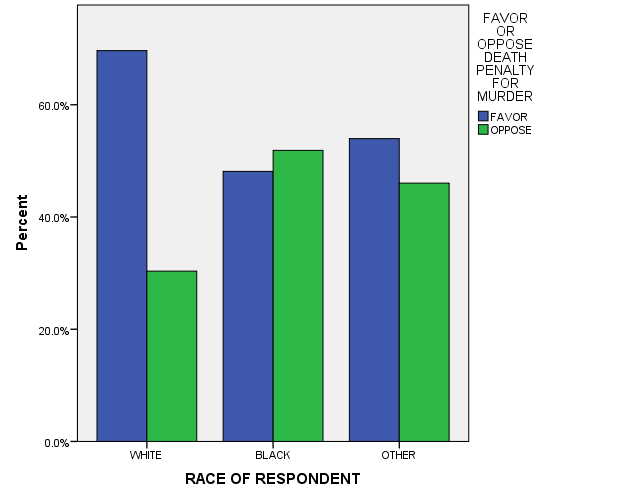 FAVOR
OR
OPPOSE
DEATH
PENALTY
FOR
MURDER
FAVOR
OPPOSE
60.0%
40.0%
20.0%
0.0%
Percent
WHITE
BLACK
OTHER
RACE OF RESPONDENT